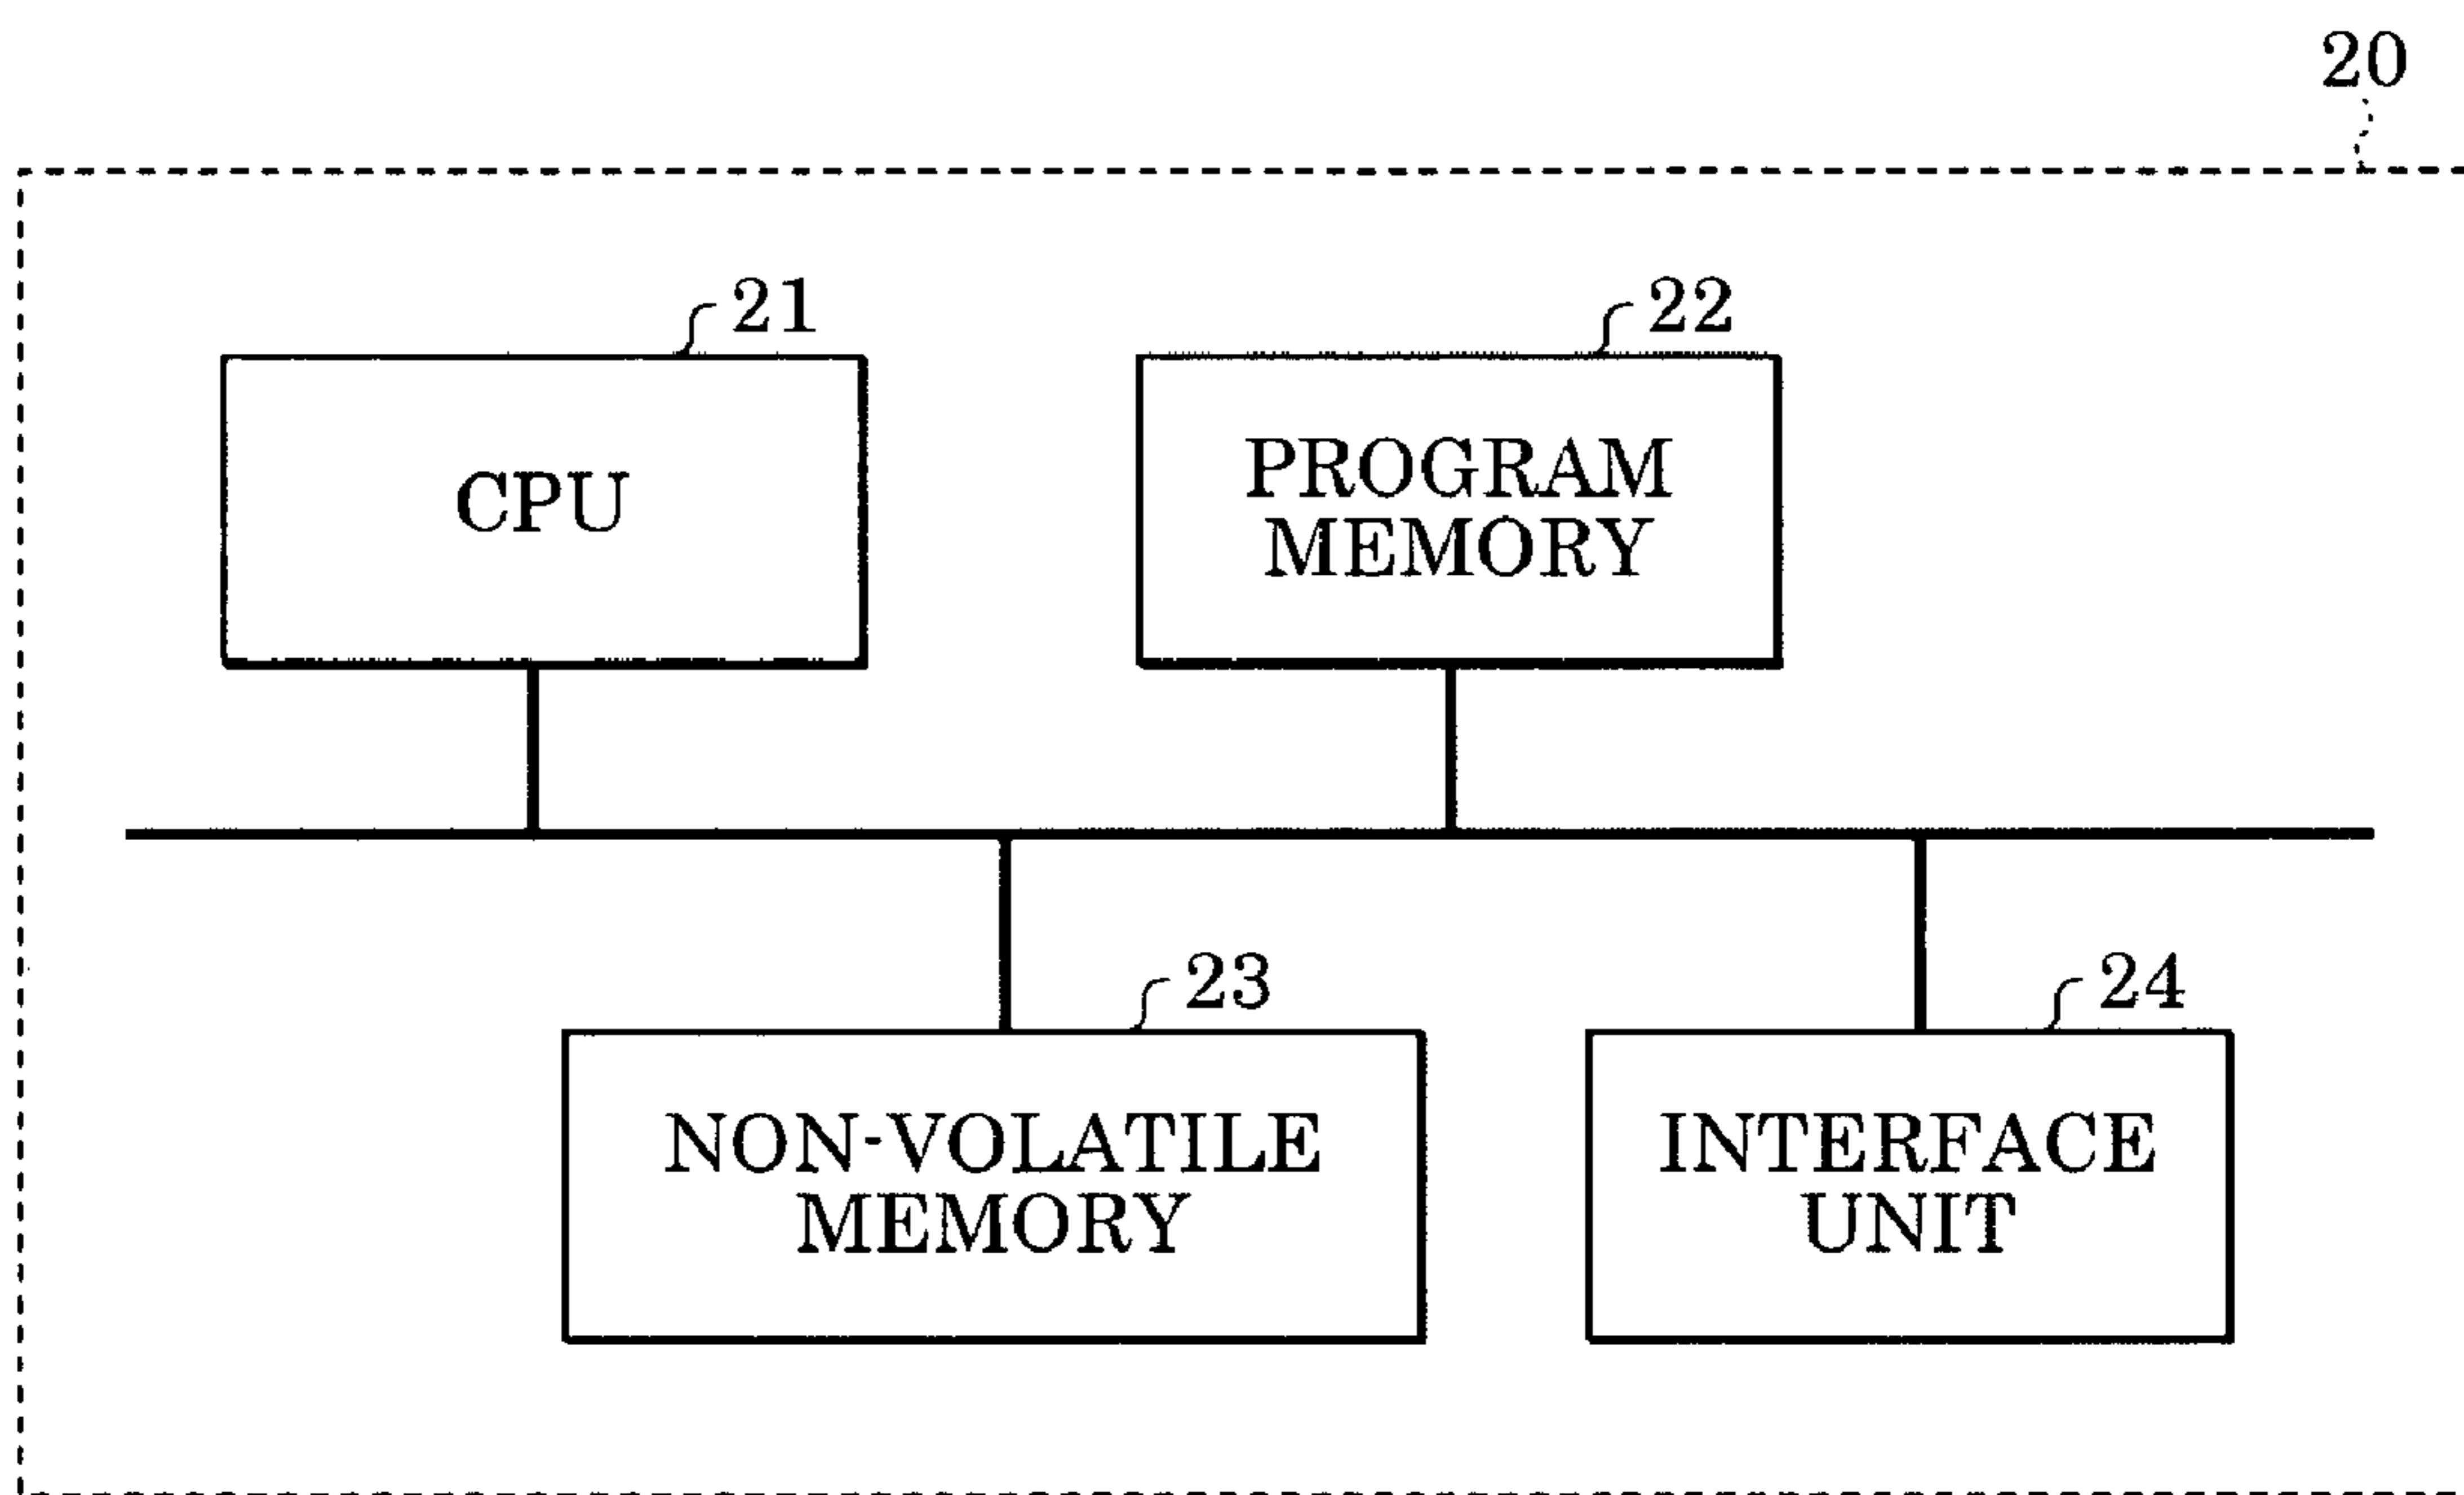 20
21
22
CPU
PROGRAM
MEMORY
23
24
NON-VOLATILE
MEMORY
INTERFACE
UNIT